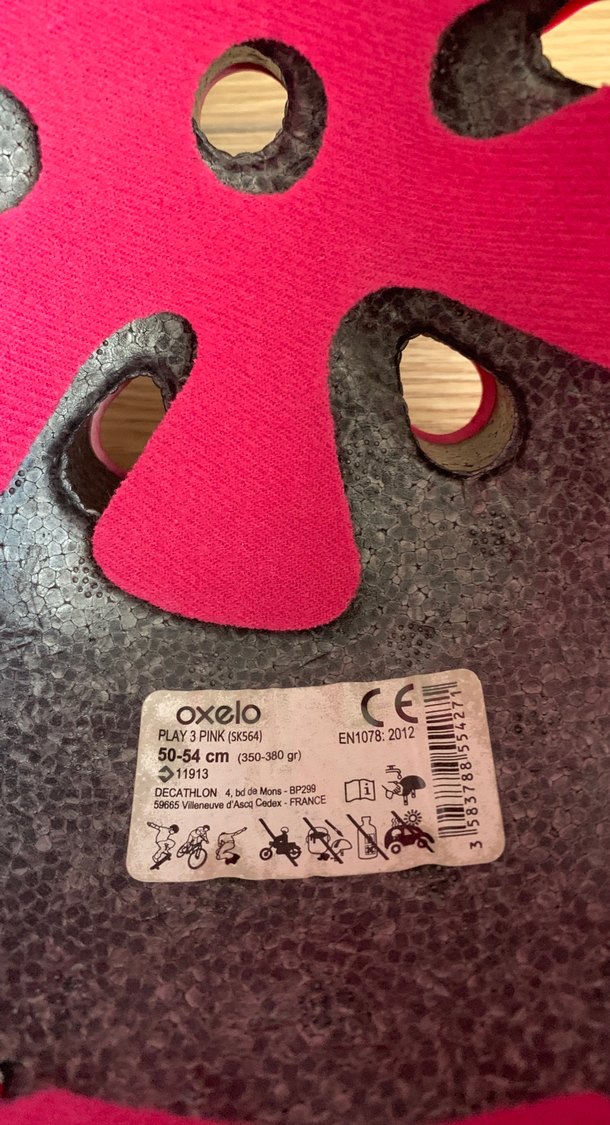 oxelo CE
PLAY 3 PINK (SK564) EN1078: 2012
50-54 cm (350-380 gr)
11913
DECATHLON 4, bd de Mons - BP299
59665 Villeneuve d'Ascq Cedex - FRANCE
3 583788 554271